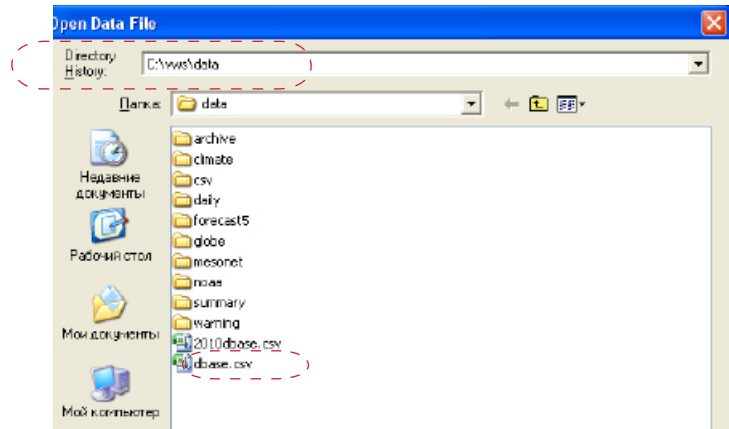 Open Data File
Directory
History:
C:\vws\data
Папка:
data
Недавние
документы
Рабочий стол
Мои документы
Мой компьютер
archive
climate
csv
daily
forecast5
globe
mesonet
noaa
summary
warning
2010dbase.csv
dbase.csv